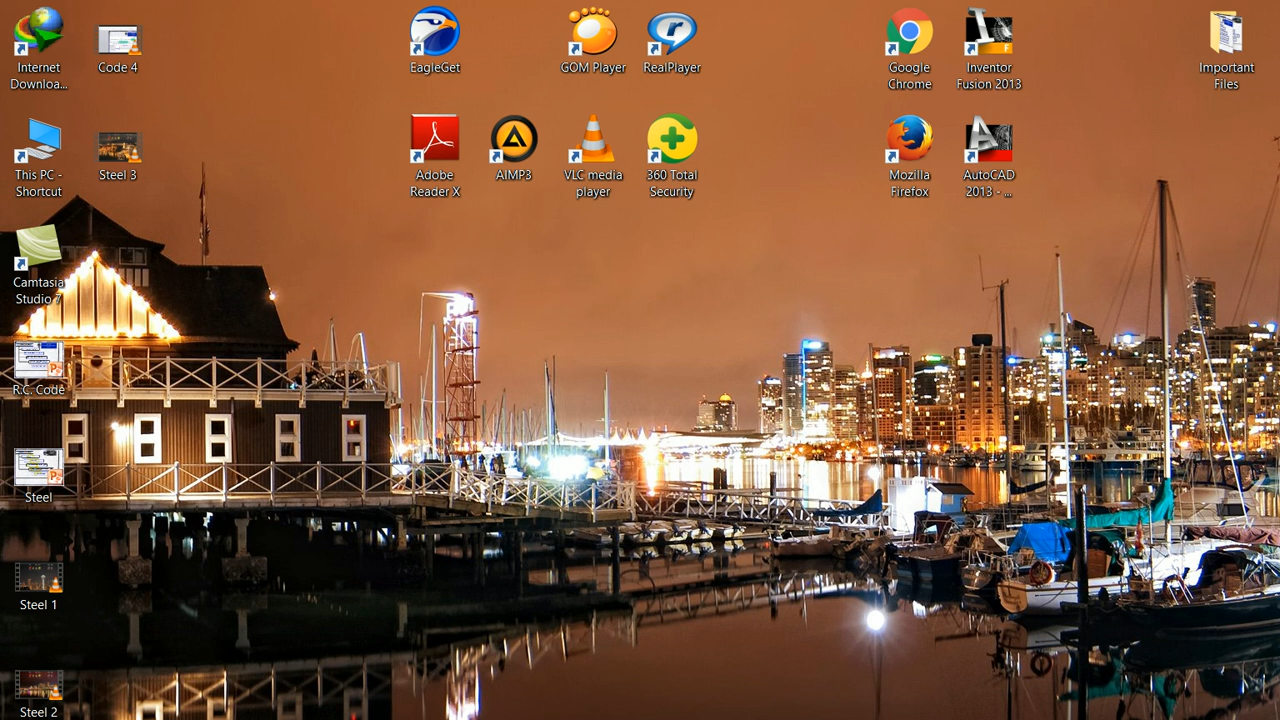 Internet
Downloa...
Code 4
EagleGet
GOM Player
RealPlayer
Google
Chrome
Inventor
Fusion 2013
Important
Files
This PC -
Shortcut
Steel 3
Adobe
Reader X
AIMP3
VLC media
player
360 Total
Security
Mozilla
Firefox
AutoCAD
2013 - ...
Camtasia
Studio 7
R.C. Code
Steel
Steel 1
Steel 2